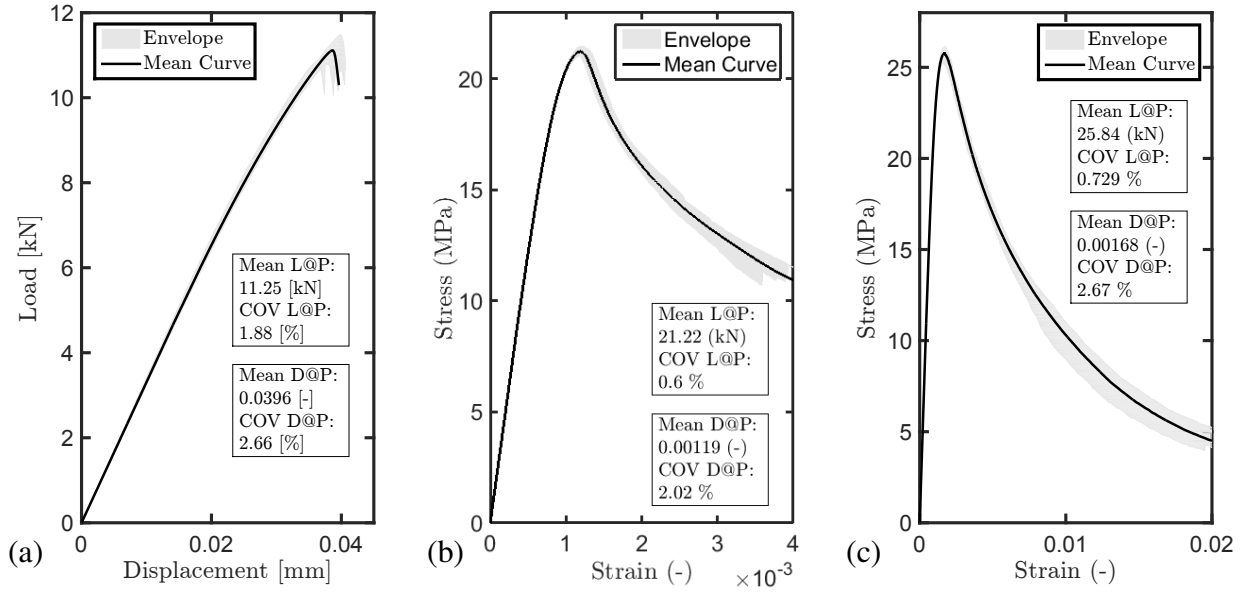 12
10
8
6
4
2
0
Load [kN]
Envelope
Mean Curve
Mean L@P:
11.25 [kN]
COV L@P:
1.88 [%]
Mean D@P:
0.0396 [-]
COV D@P:
2.66 [%]
0
0.02
0.04
(a)
Displacement [mm]
20
15
10
5
0
Stress (MPa)
Envelope
Mean Curve
Mean L@P:
21.22 (kN)
COV L@P:
0.6 %
Mean D@P:
0.00119 (-)
COV D@P:
2.02 %
0
1
2
3
4
(b)
Strain (-)
×10⁻³
25
20
15
10
5
0
Stress (MPa)
Envelope
Mean Curve
Mean L@P:
25.84 (kN)
COV L@P:
0.729 %
Mean D@P:
0.00168 (-)
COV D@P:
2.67 %
0
0.01
0.02
(c)
Strain (-)